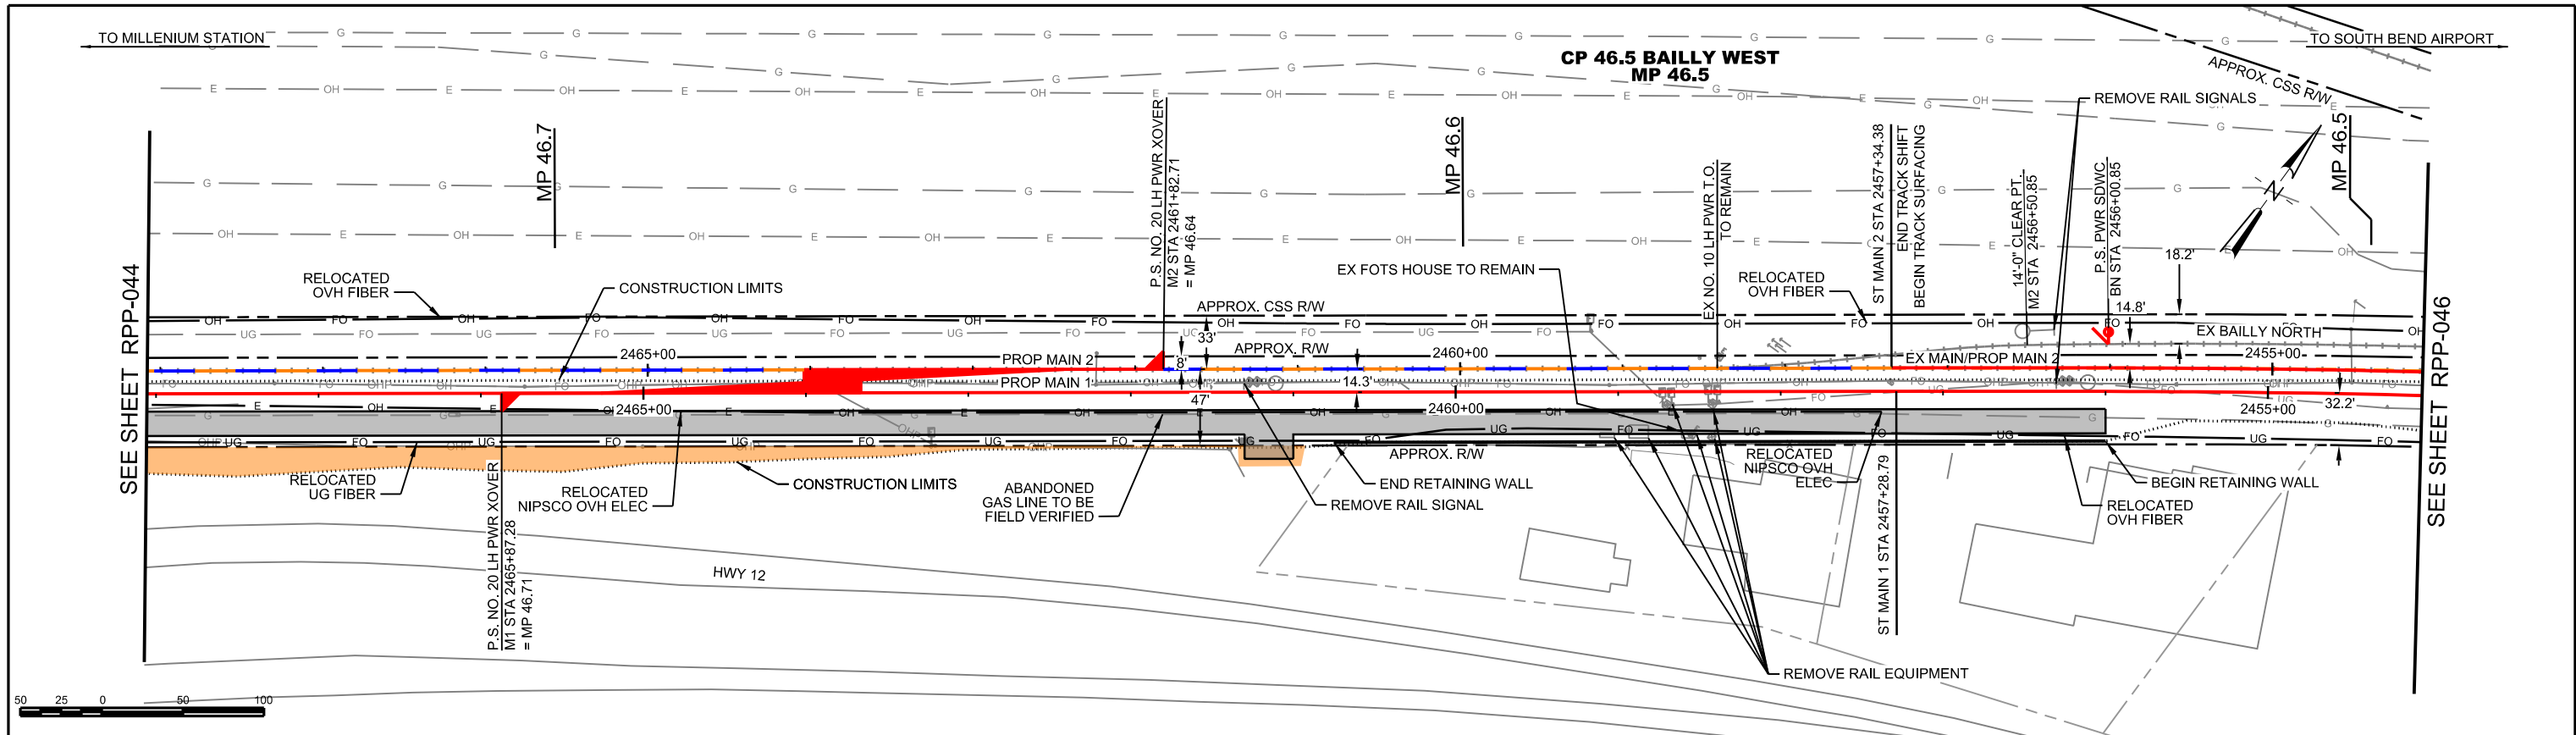 TO MILLENIUM STATION
CP 46.5 BAILLY WEST
MP 46.5
TO SOUTH BEND AIRPORT
APPROX. CSS R/W
REMOVE RAIL SIGNALS
MP 46.7
MP 46.6
MP 46.5
N
P.S. NO. 20 LH PWR XOVER
M2 STA 2461+82.71
= MP 46.64
EX NO. 10 LH PWR T.O.
TO REMAIN
ST MAIN 2 STA 2457+34.38
END TRACK SHIFT
BEGIN TRACK SURFACING
14'-0" CLEAR PT.
M2 STA 2456+50.85
P.S. PWR SDWC
BN STA 2456+00.85
18.2'
14.8'
SEE SHEET RPP-044
RELOCATED
OVH FIBER
CONSTRUCTION LIMITS
EX FOTS HOUSE TO REMAIN
RELOCATED
OVH FIBER
APPROX. CSS R/W
33'
APPROX. R/W
8'
EX BAILLY NORTH
2465+00
2460+00
2455+00
PROP MAIN 2
EX MAIN/PROP MAIN 2
PROP MAIN 1
14.3'
47'
32.2'
2465+00
2460+00
2455+00
SEE SHEET RPP-046
APPROX. R/W
RELOCATED
UG FIBER
RELOCATED
NIPSCO OVH ELEC
CONSTRUCTION LIMITS
ABANDONED
GAS LINE TO BE
FIELD VERIFIED
END RETAINING WALL
REMOVE RAIL SIGNAL
RELOCATED
NIPSCO OVH
ELEC
BEGIN RETAINING WALL
RELOCATED
OVH FIBER
P.S. NO. 20 LH PWR XOVER
M1 STA 2465+87.28
= MP 46.71
ST MAIN 1 STA 2457+28.79
HWY 12
REMOVE RAIL EQUIPMENT
50 25 0 50 100